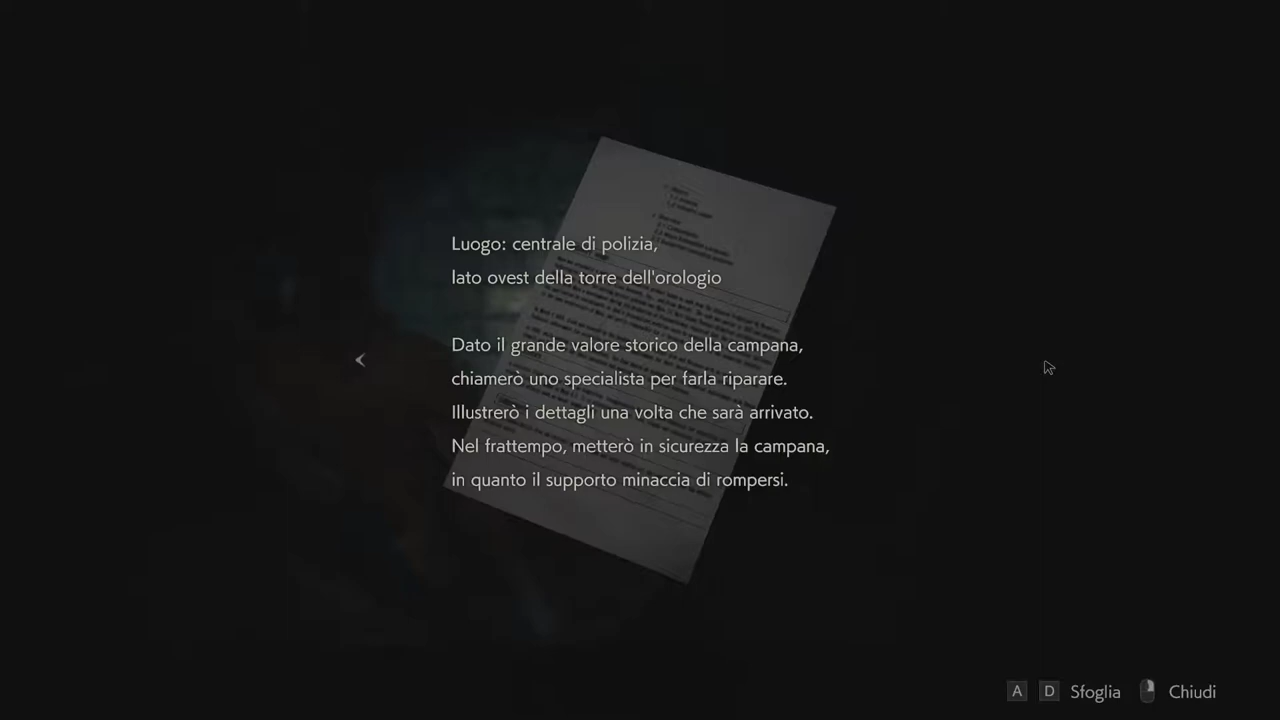 Luogo: centrale di polizia,
lato ovest della torre dell'orologio
Dato il grande valore storico della campana,
chiamerò uno specialista per farla riparare.
Illustrerò i dettagli una volta che sarà arrivato.
Nel frattempo, metterò in sicurezza la campana,
in quanto il supporto minaccia di rompersi.
A D Sfoglia Chiudi